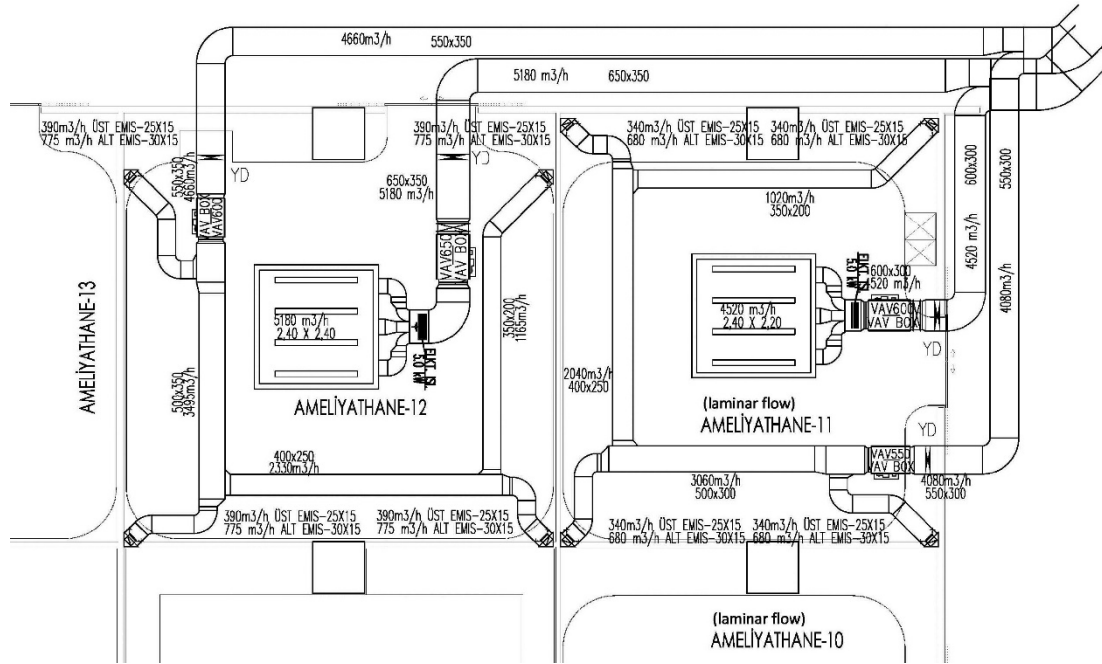 4660m3/h 550x350
5180 m3/h 650x350
390m3/h ÜST EMIS-25X15
775 m3/h ALT EMIS-30X15
390m3/h ÜST EMIS-25X15
775 m3/h ALT EMIS-30X15
340m3/h ÜST EMIS-25X15
680 m3/h ALT EMIS-30X15
340m3/h ÜST EMIS-25X15
680 m3/h ALT EMIS-30X15
550x350
4660m3/h
YD
YD
650x350
5180 m3/h
1020m3/h
350x200
600x300
4520 m3/h
550x300
4080m3/h
VAV BOX
VAV600
VAV650
VAV BOX
5.0 kW
600x300
4520 m3/h
VAV600
VAV BOX
YD
AMELİYATHANE-13
5180 m3/h
2,40 X 2,40
5.0 kW
350x200
1165m3/h
4520 m3/h
2,40 X 2,20
500x350
3495m3/h
AMELİYATHANE-12
2040m3/h
400x250
(laminar flow)
AMELİYATHANE-11
YD
400x250
2330m3/h
3060m3/h
500x300
VAV550
VAV BOX
4080m3/h
550x300
390m3/h ÜST EMIS-25X15
775 m3/h ALT EMIS-30X15
390m3/h ÜST EMIS-25X15
775 m3/h ALT EMIS-30X15
340m3/h ÜST EMIS-25X15
680 m3/h ALT EMIS-30X15
340m3/h ÜST EMIS-25X15
680 m3/h ALT EMIS-30X15
(laminar flow)
AMELİYATHANE-10